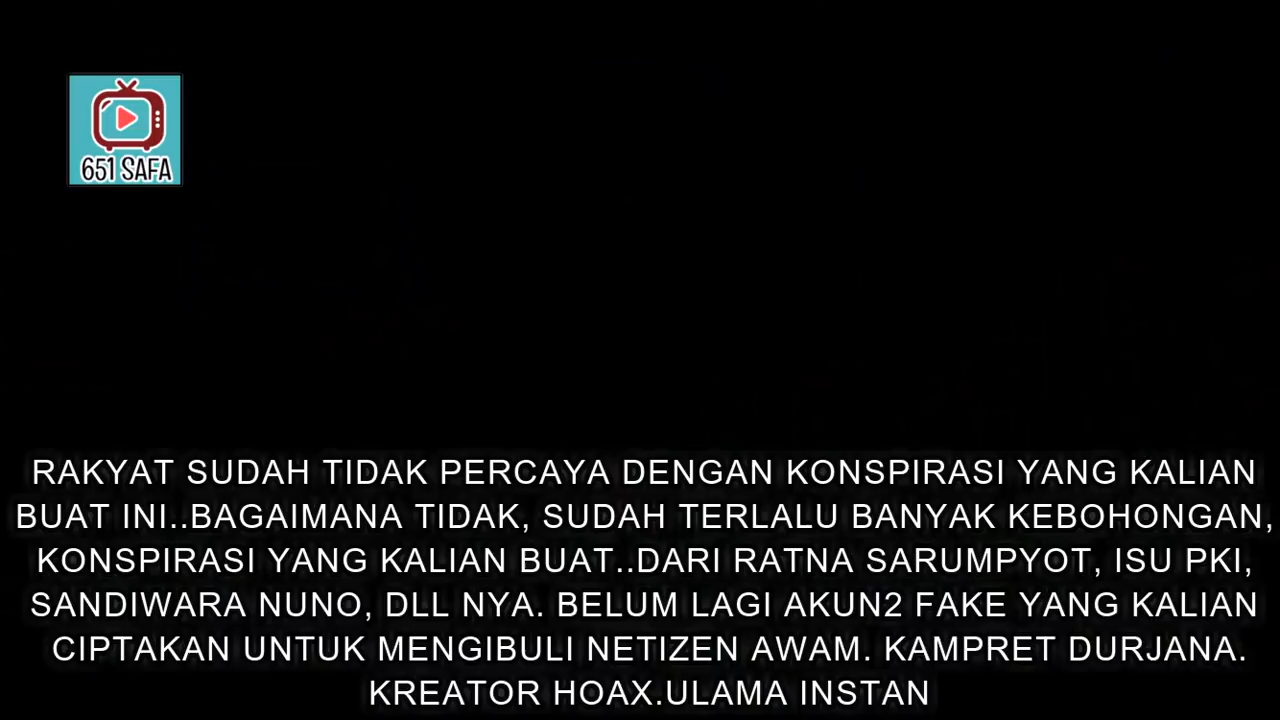 651 SAFA
RAKYAT SUDAH TIDAK PERCAYA DENGAN KONSPIRASI YANG KALIAN
BUAT INI..BAGAIMANA TIDAK, SUDAH TERLALU BANYAK KEBOHONGAN,
KONSPIRASI YANG KALIAN BUAT..DARI RATNA SARUMPYOT, ISU PKI,
SANDIWARA NUNO, DLL NYA. BELUM LAGI AKUN2 FAKE YANG KALIAN
CIPTAKAN UNTUK MENGIBULI NETIZEN AWAM. KAMPRET DURJANA.
KREATOR HOAX.ULAMA INSTAN